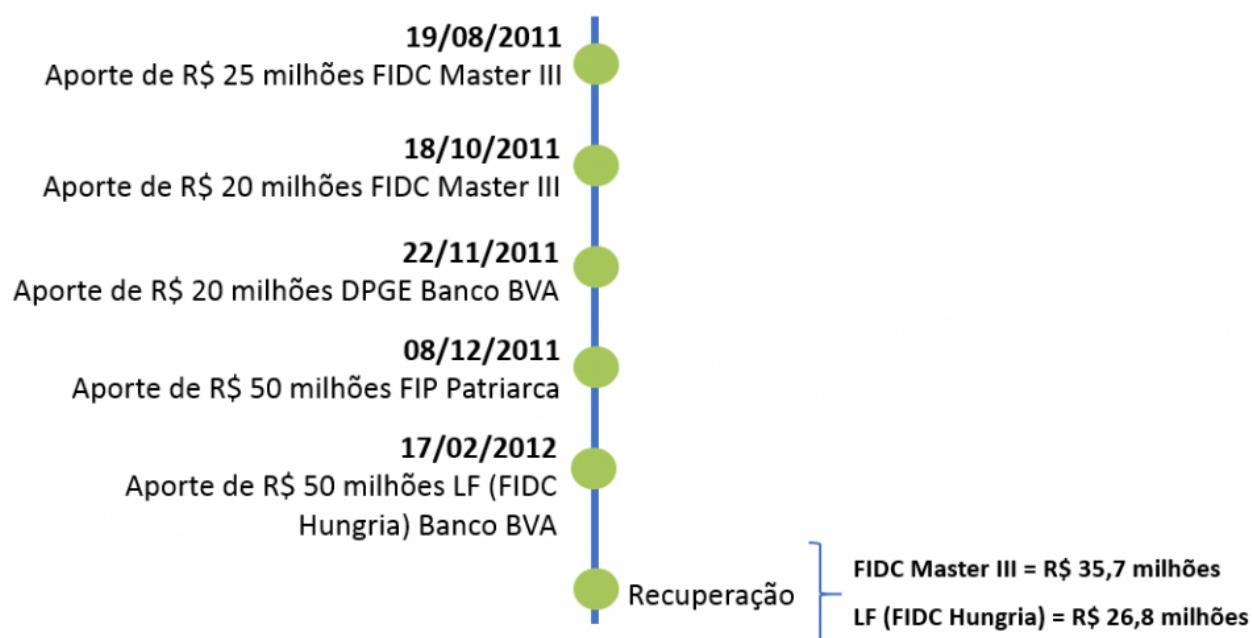 19/08/2011
Aporte de R$ 25 milhões FIDC Master III
18/10/2011
Aporte de R$ 20 milhões FIDC Master III
22/11/2011
Aporte de R$ 20 milhões DPGE Banco BVA
08/12/2011
Aporte de R$ 50 milhões FIP Patriarca
17/02/2012
Aporte de R$ 50 milhões LF (FIDC
Hungria) Banco BVA
Recuperação
FIDC Master III = R$ 35,7 milhões
LF (FIDC Hungria) = R$ 26,8 milhões